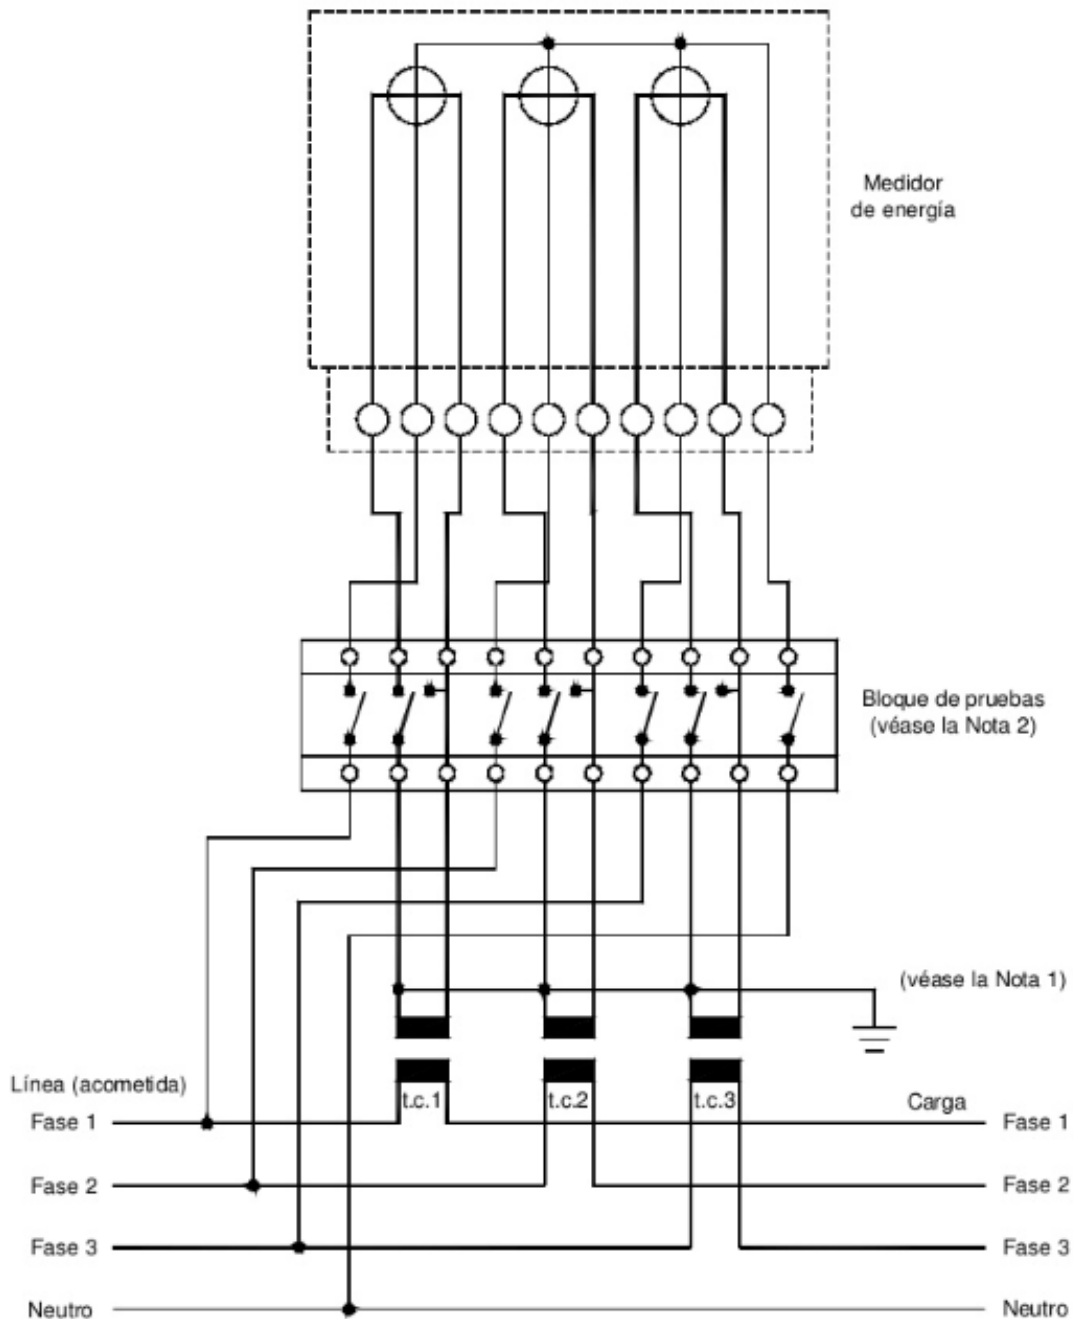 Medidor
de energía
Bloque de pruebas
(véase la Nota 2)
(véase la Nota 1)
Línea (acometida)
t.c.1
t.c.2
t.c.3
Carga
Fase 1
Fase 1
Fase 2
Fase 2
Fase 3
Fase 3
Neutro
Neutro